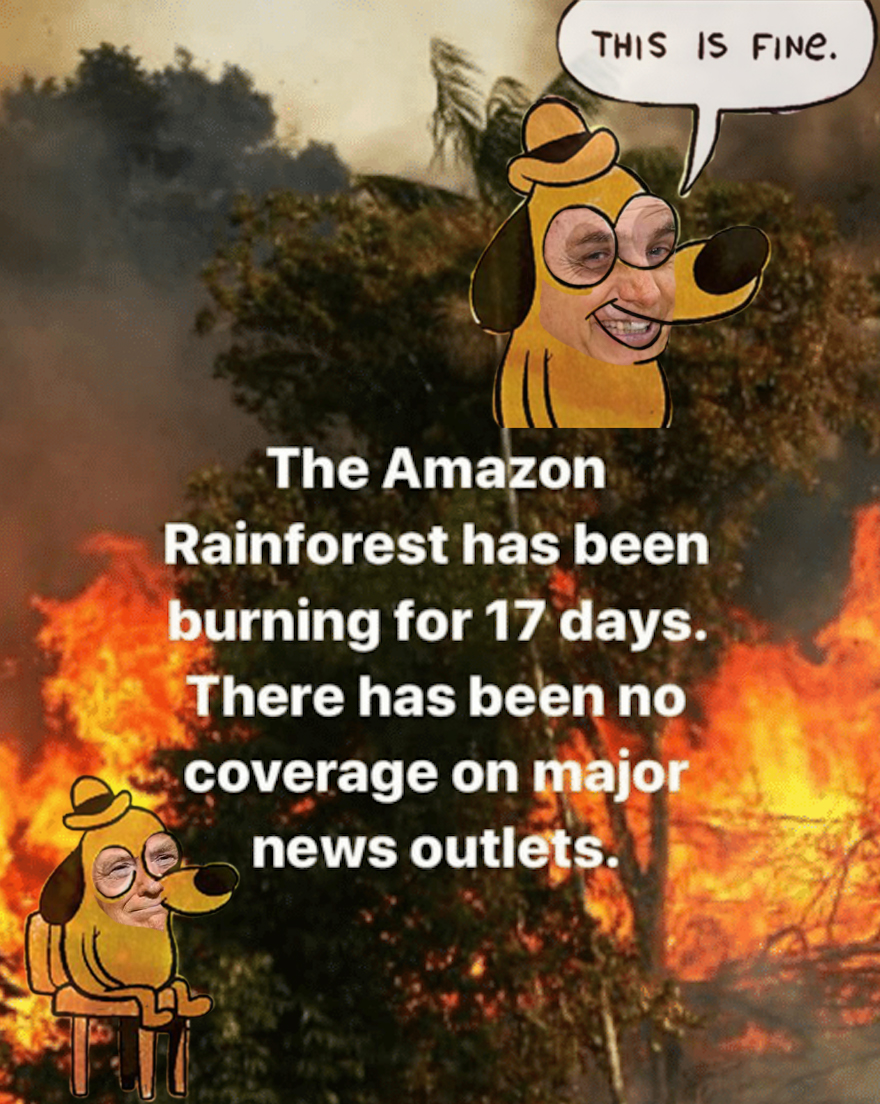 THIS IS FINe.
The Amazon
Rainforest has been
burning for 17 days.
There has been no
coverage on major
news outlets.